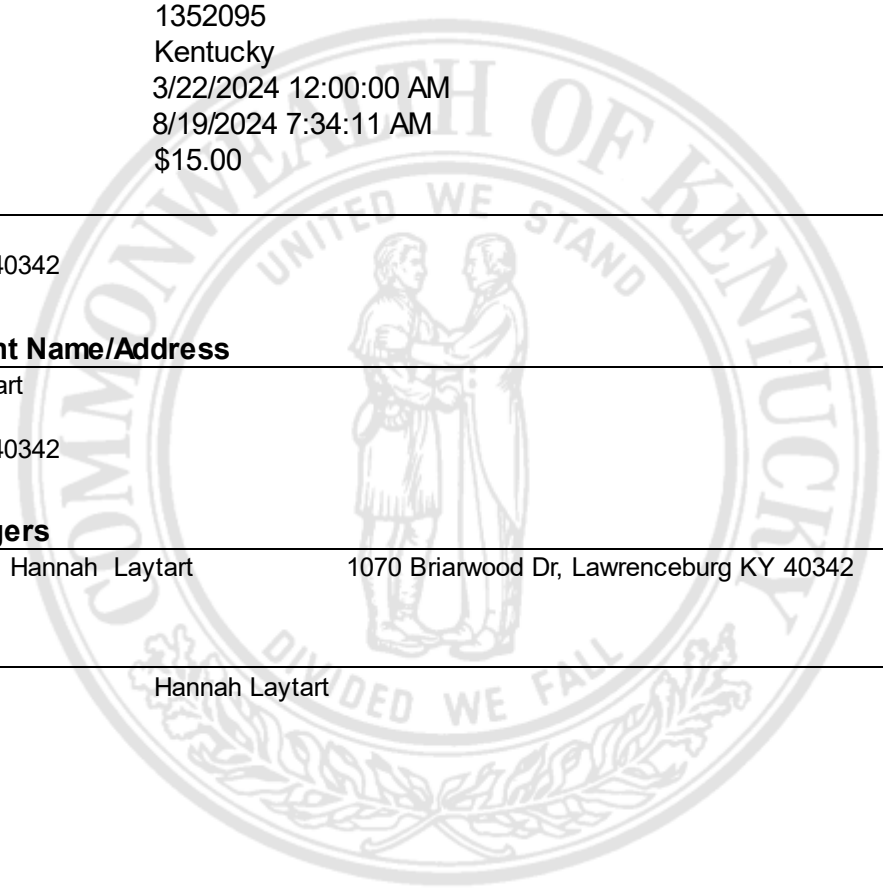 1352095
Kentucky
3/22/2024 12:00:00 AM
8/19/2024 7:34:11 AM
$15.00
40342
nt Name/Address
art
40342
gers
Hannah Laytart 1070 Briarwood Dr, Lawrenceburg KY 40342
Hannah Laytart
COMMONWEALTH OF KENTUCKY
UNITED WE STAND
DIVIDED WE FALL